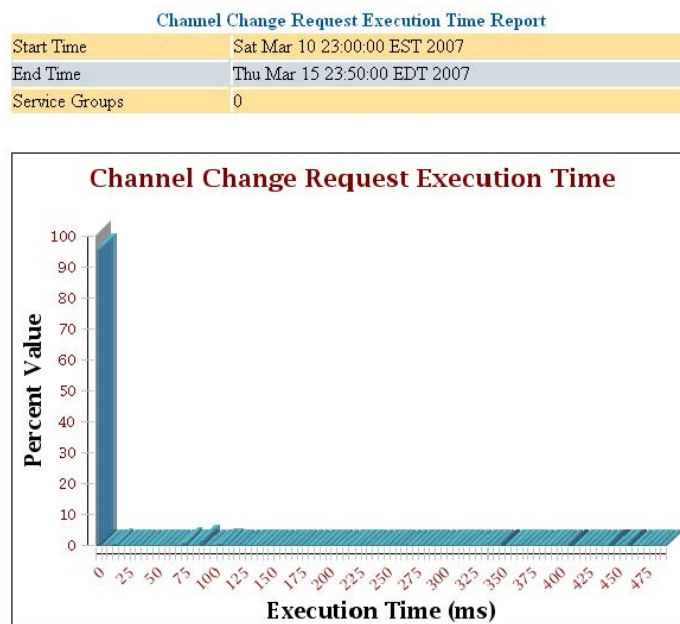 Channel Change Request Execution Time Report
Start Time Sat Mar 10 23:00:00 EST 2007
End Time Thu Mar 15 23:50:00 EDT 2007
Service Groups 0
Channel Change Request Execution Time
Percent Value
100
90
80
70
60
50
40
30
20
10
0
0 25 50 75 100 125 150 175 200 225 250 275 300 325 350 375 400 425 450 475
Execution Time (ms)